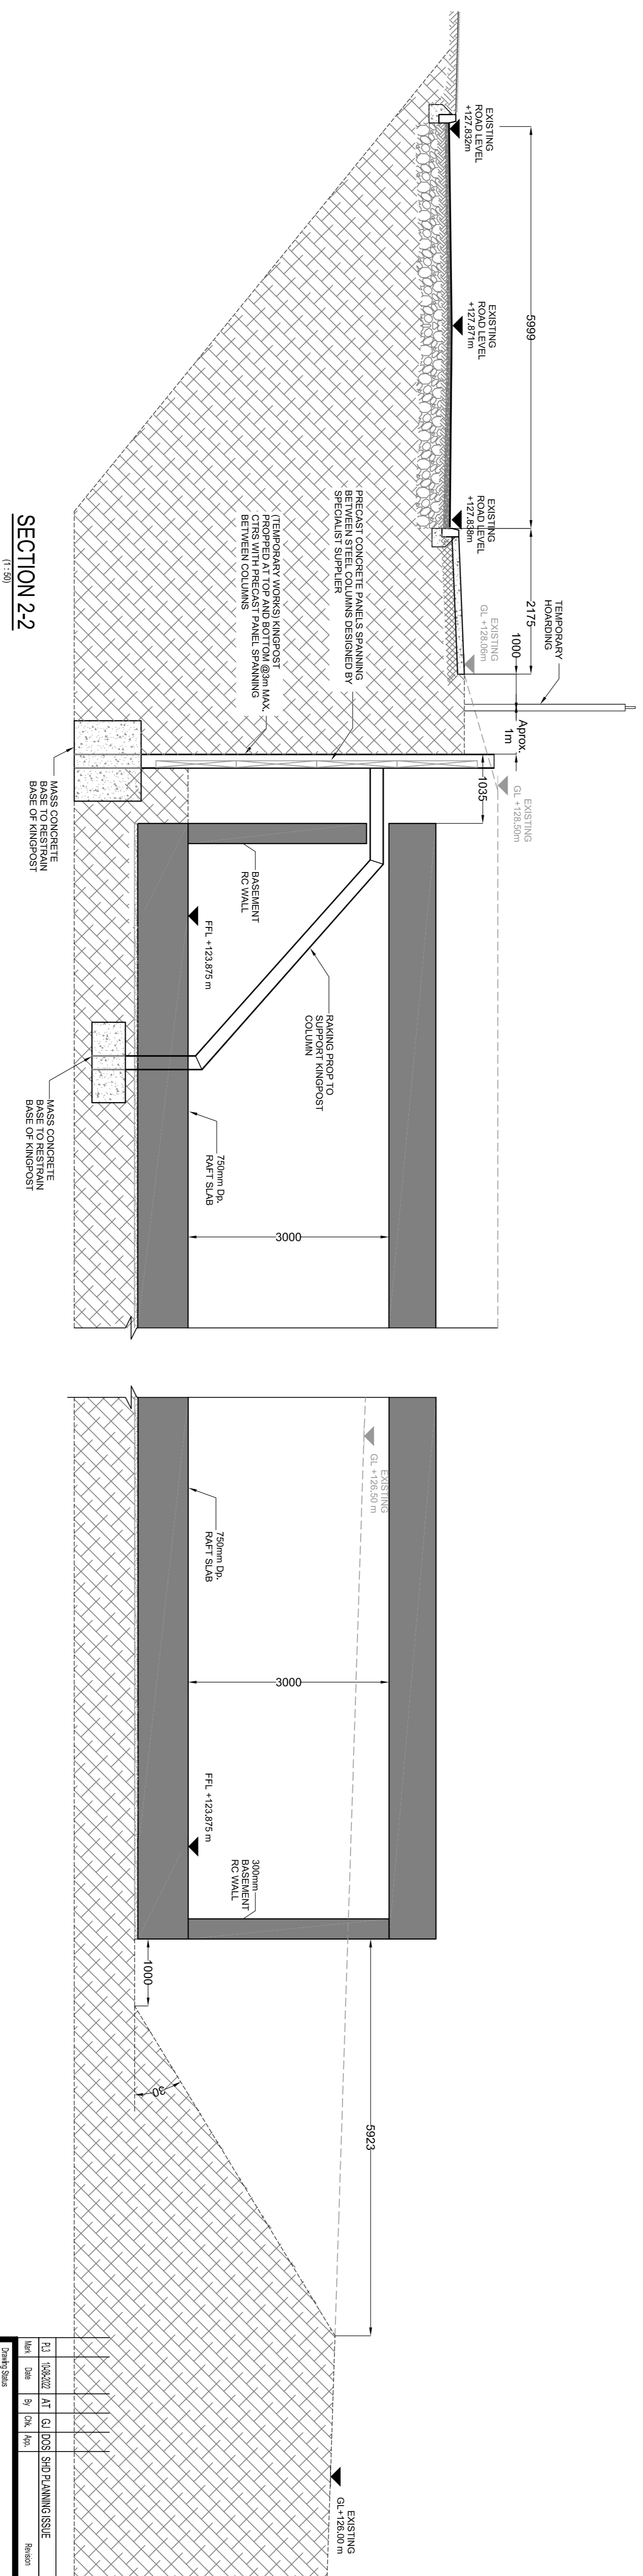 EXISTING
ROAD LEVEL
+127.832m
5999
EXISTING
ROAD LEVEL
+127.871m
EXISTING
ROAD LEVEL
+127.838m
2175
EXISTING
GL +128.06m
1000
TEMPORARY
HOARDING
Aprox.
1m
EXISTING
GL +128.50m
1035
PRECAST CONCRETE PANELS SPANNING
BETWEEN STEEL COLUMNS DESIGNED BY
SPECIALIST SUPPLIER
(TEMPORARY WORKS) KINGPOST
PROPPED AT TOP AND BOTTOM @3m MAX.
CTRS WITH PRECAST PANEL SPANNING
BETWEEN COLUMNS
MASS CONCRETE
BASE TO RESTRAIN
BASE OF KINGPOST
BASEMENT
RC WALL
FFL +123.875 m
RAKING PROP TO
SUPPORT KINGPOST
COLUMN
MASS CONCRETE
BASE TO RESTRAIN
BASE OF KINGPOST
750mm Dp.
RAFT SLAB
3000
EXISTING
GL +126.50 m
750mm Dp.
RAFT SLAB
3000
FFL +123.875 m
300mm
BASEMENT
RC WALL
1000
30
5923
EXISTING
GL+126.00 m
SECTION 2-2
(1 : 50)
PL3 10-08-2022 AT GJ DOS SHD PLANNING ISSUE
Mark Date By Chk. App. Revision
Drawing Status